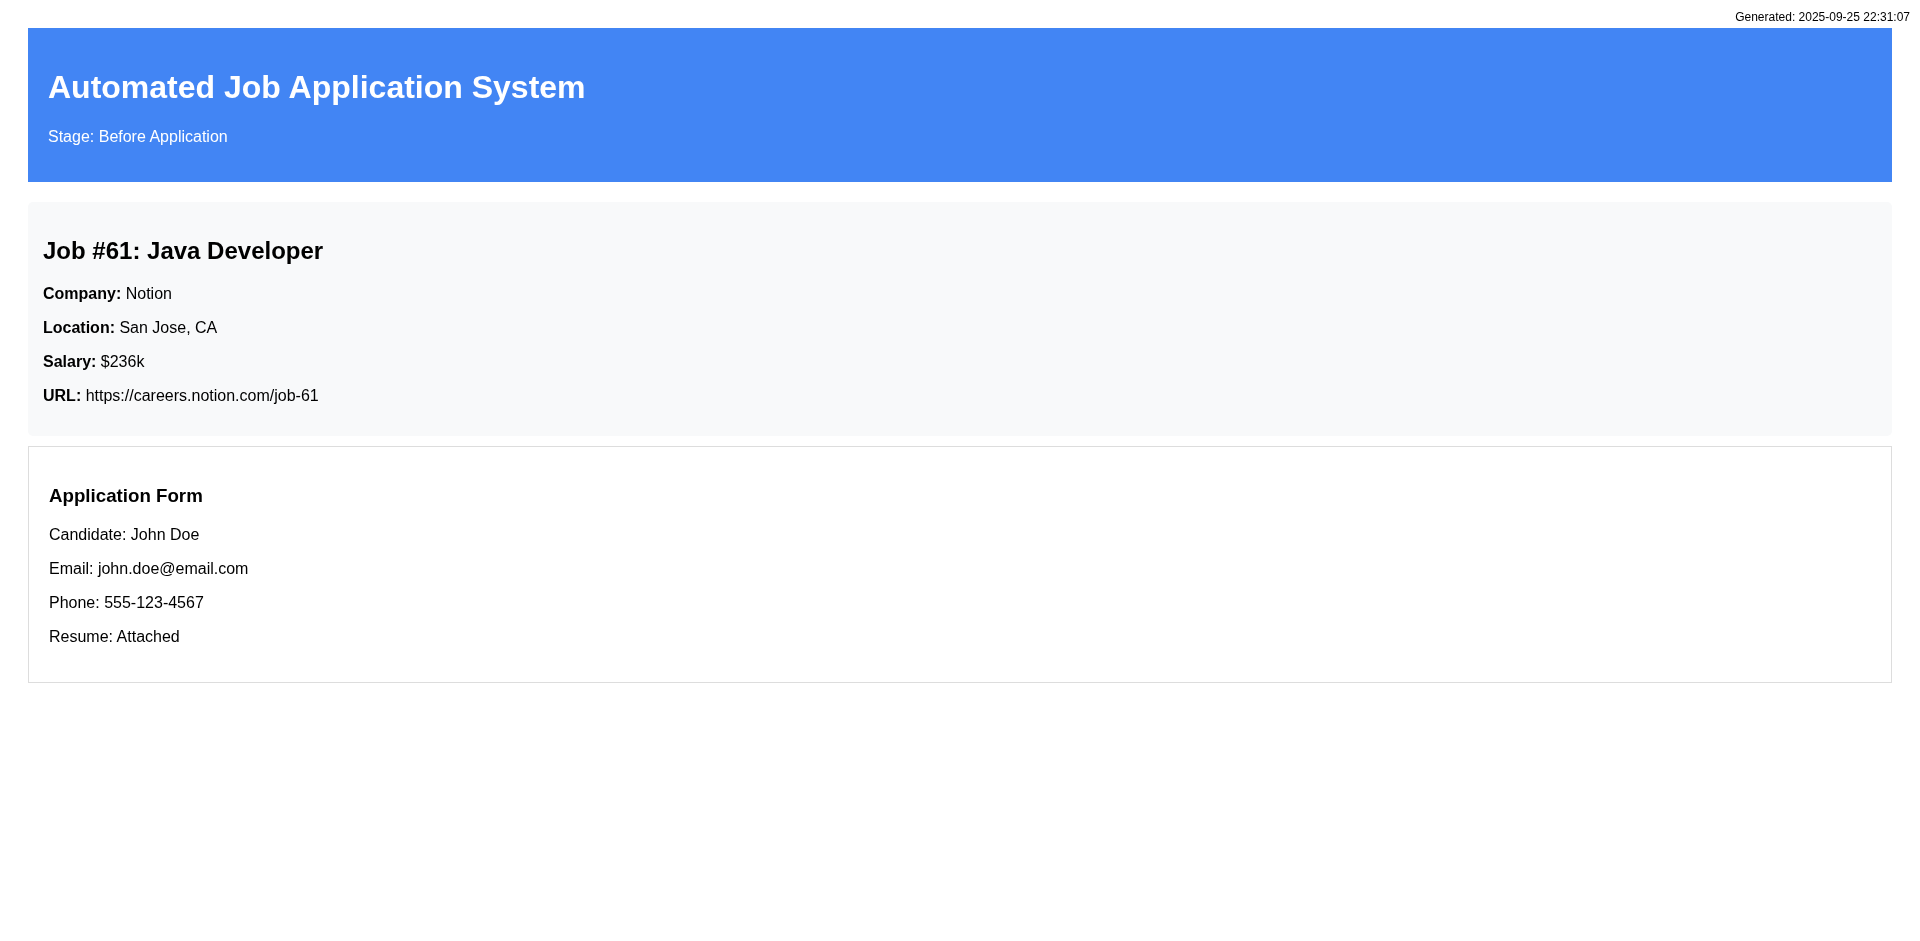 Generated: 2025-09-25 22:31:07
Automated Job Application System
Stage: Before Application
Job #61: Java Developer
Company: Notion
Location: San Jose, CA
Salary: $236k
URL: https://careers.notion.com/job-61
Application Form
Candidate: John Doe
Email: john.doe@email.com
Phone: 555-123-4567
Resume: Attached